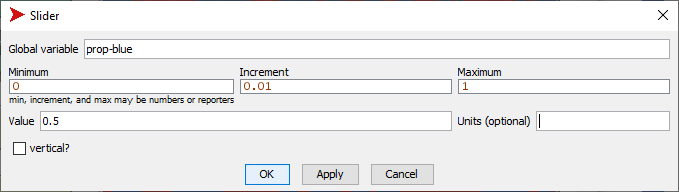 Slider
Global variable prop-blue
Minimum Increment Maximum
0 0.01 1
min, increment, and max may be numbers or reporters
Value 0.5 Units (optional)
vertical?
OK Apply Cancel